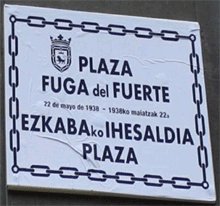 PLAZA
FUGA del FUERTE
22 de mayo de 1938 - 1938ko maiatzak 22a
EZKABAko IHESALDIA
PLAZA